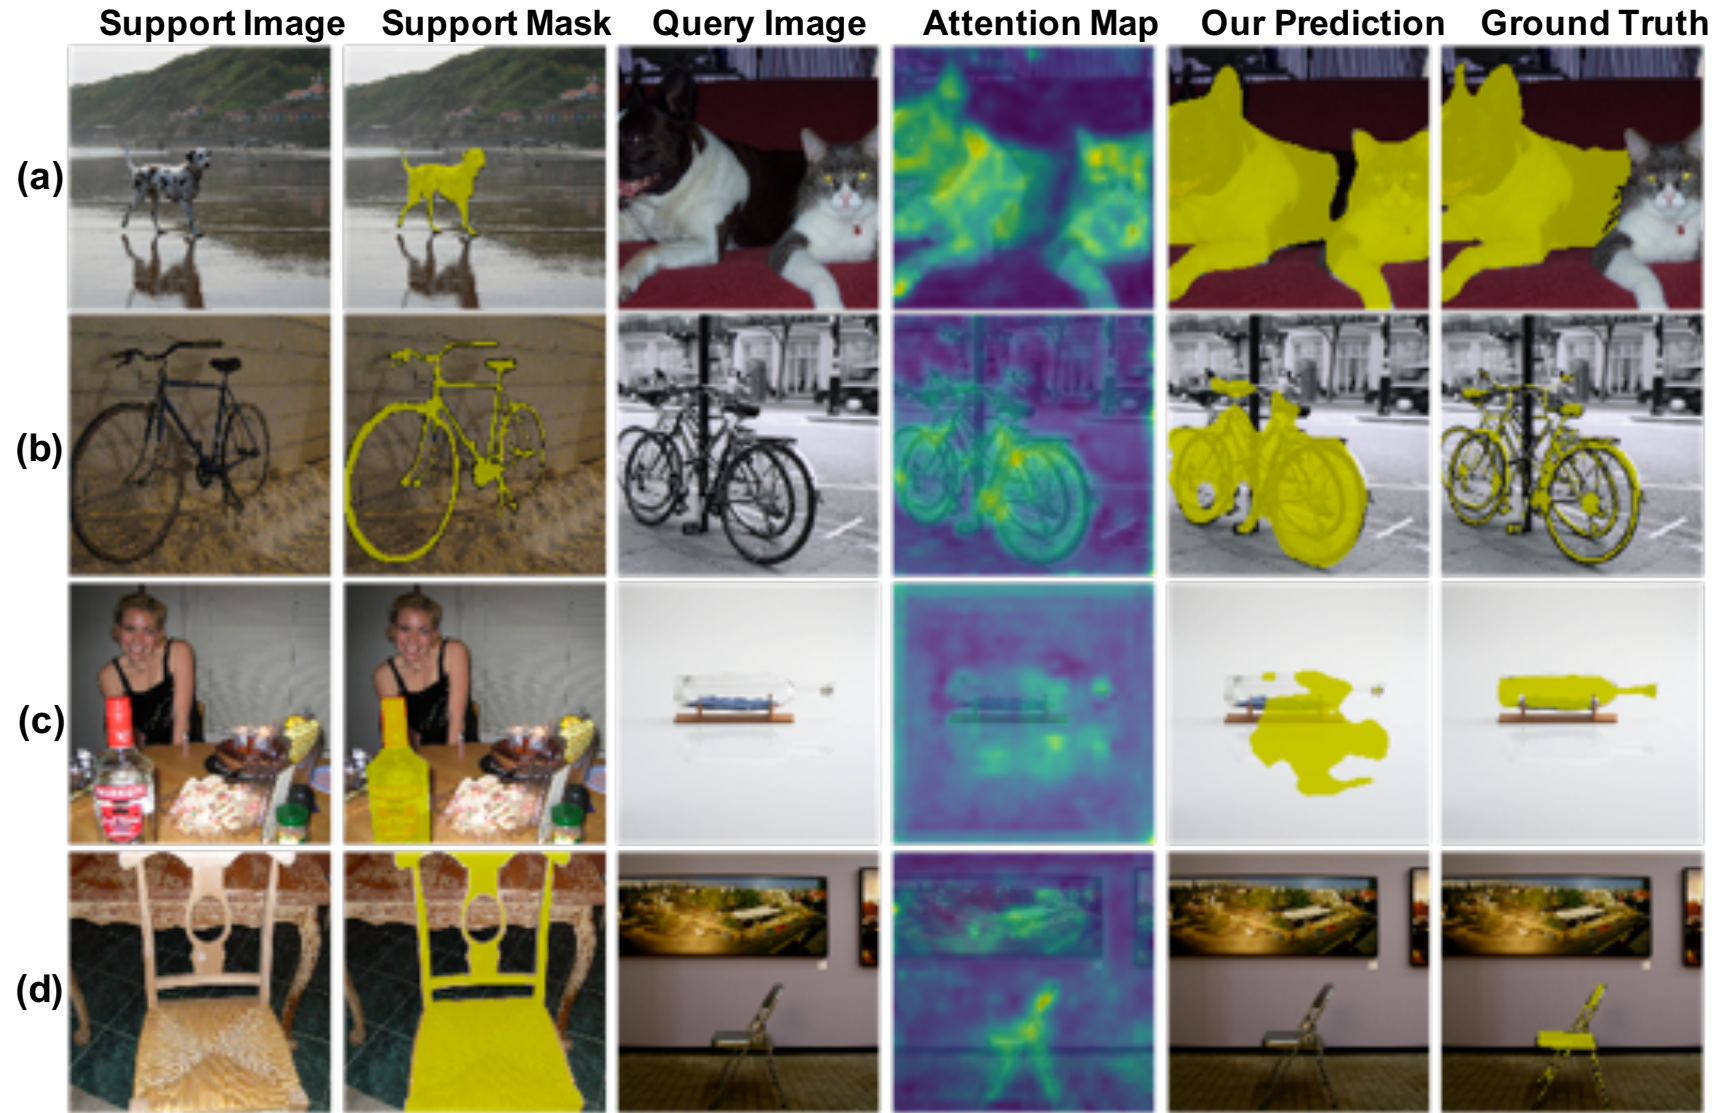 Support Image Support Mask Query Image Attention Map Our Prediction Ground Truth
(a)
(b)
(c)
(d)